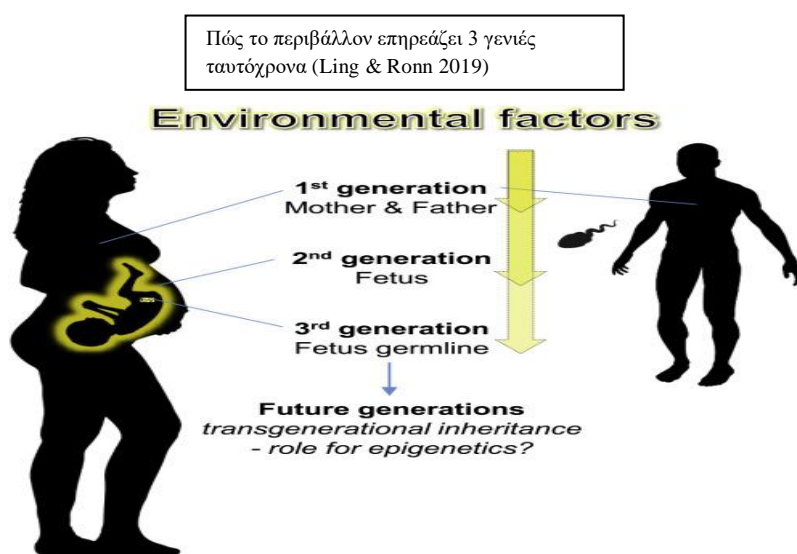 Πώς το περιβάλλον επηρεάζει 3 γενιές
ταυτόχρονα (Ling & Ronn 2019)
Environmental factors
1st generation
Mother & Father
2nd generation
Fetus
3rd generation
Fetus germline
Future generations
transgenerational inheritance
- role for epigenetics?